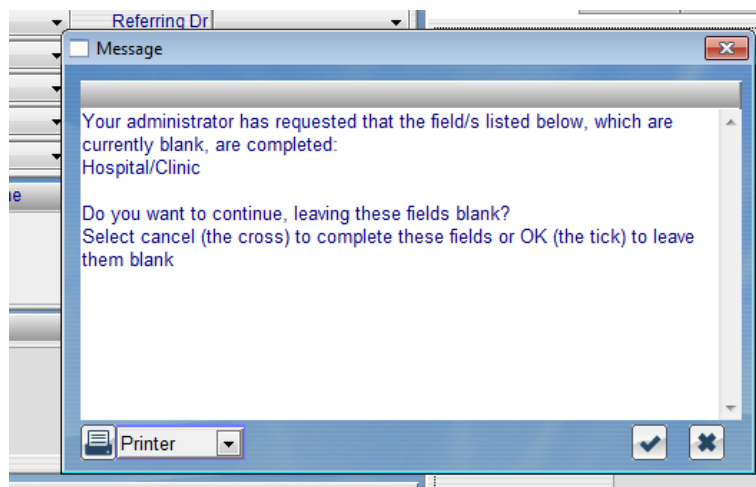 Referring Dr
Message
Your administrator has requested that the field/s listed below, which are
currently blank, are completed:
Hospital/Clinic
Do you want to continue, leaving these fields blank?
Select cancel (the cross) to complete these fields or OK (the tick) to leave
them blank
Printer